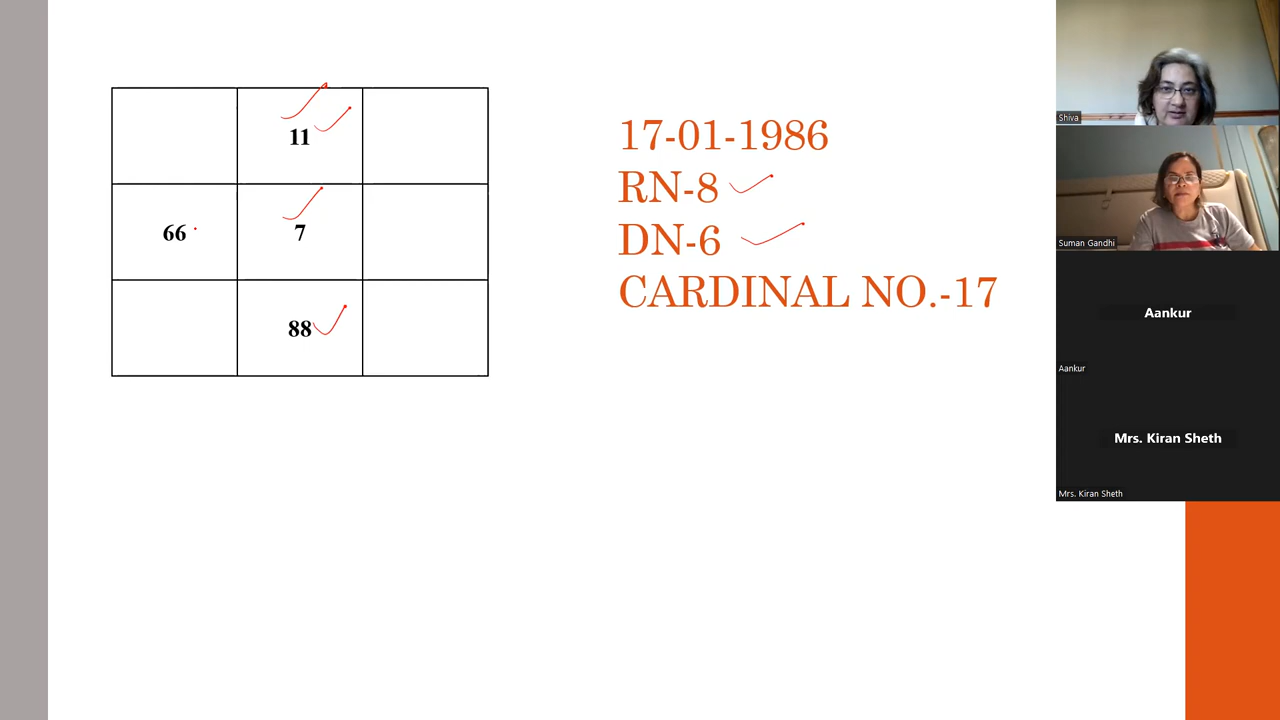 11
66
7
88
17-01-1986
RN-8
DN-6
CARDINAL NO.-17
Shiva
Suman Gandhi
Aankur
Aankur
Mrs. Kiran Sheth
Mrs. Kiran Sheth